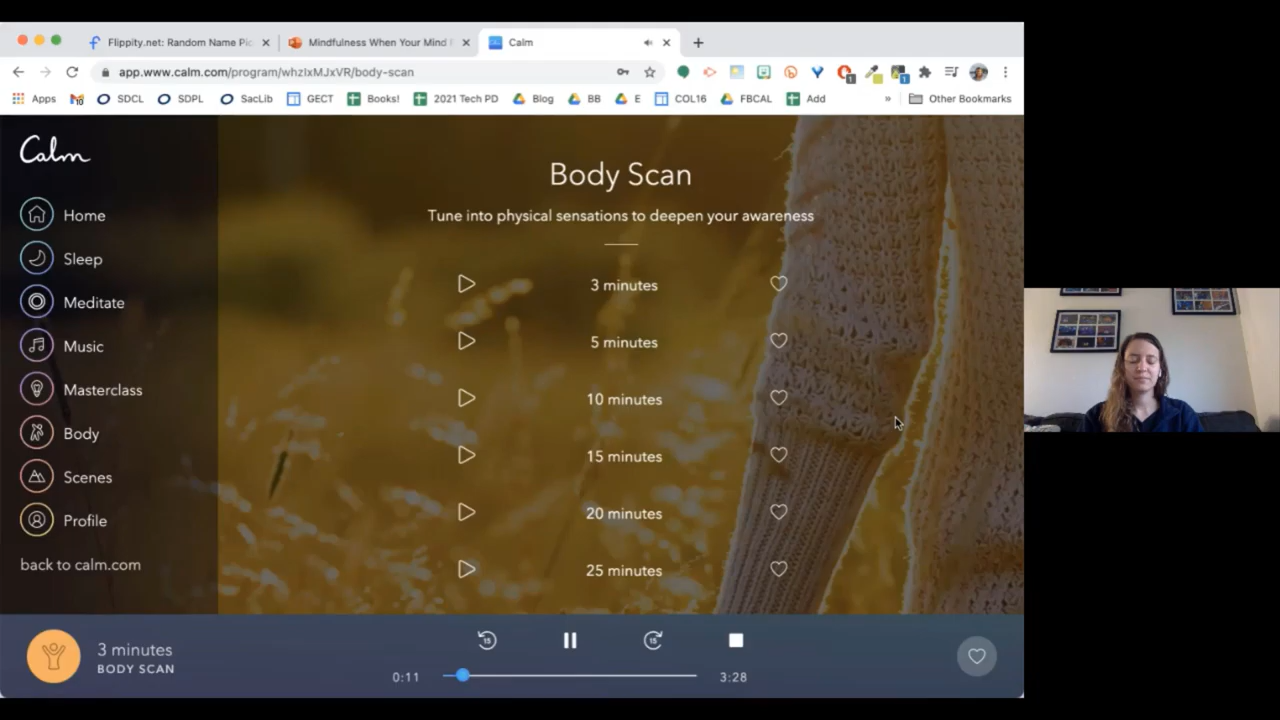 Flippity.net: Random Name Pic
Mindfulness When Your Mind F
Calm
app.www.calm.com/program/whzIxMJxVR/body-scan
Apps
SDCL
SDPL
SacLib
GECT
Books!
2021 Tech PD
Blog
BB
E
COL16
FBCAL
Add
»
Other Bookmarks
Calm
Home
Sleep
Meditate
Music
Masterclass
Body
Scenes
Profile
back to calm.com
Body Scan
Tune into physical sensations to deepen your awareness
3 minutes
5 minutes
10 minutes
15 minutes
20 minutes
25 minutes
3 minutes
BODY SCAN
15
15
0:11
3:28